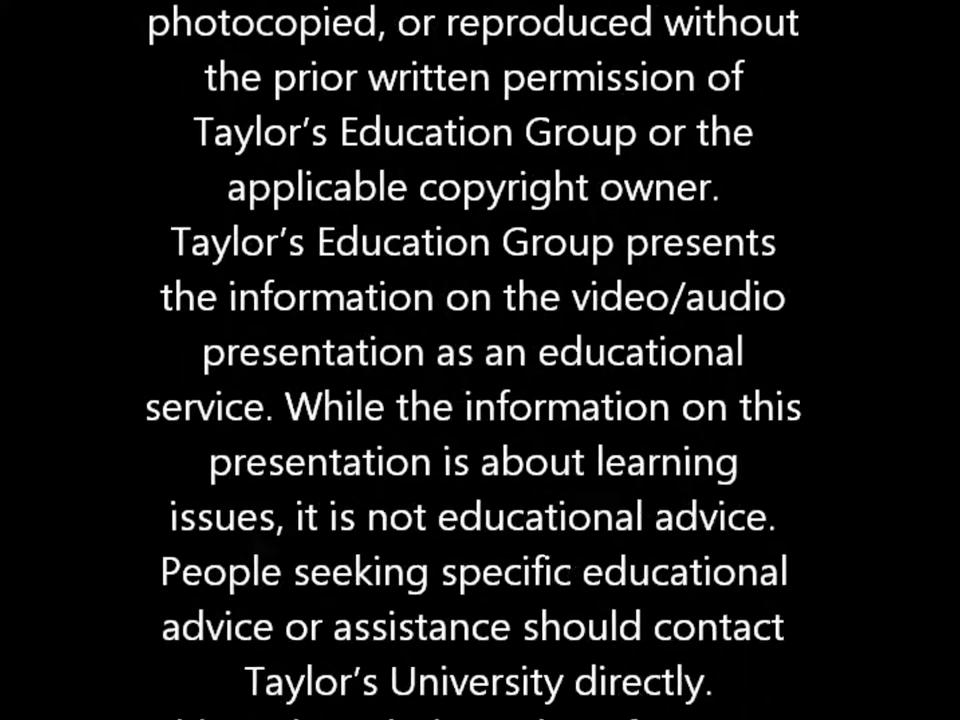 photocopied, or reproduced without
the prior written permission of
Taylor’s Education Group or the
applicable copyright owner.
Taylor’s Education Group presents
the information on the video/audio
presentation as an educational
service. While the information on this
presentation is about learning
issues, it is not educational advice.
People seeking specific educational
advice or assistance should contact
Taylor’s University directly.